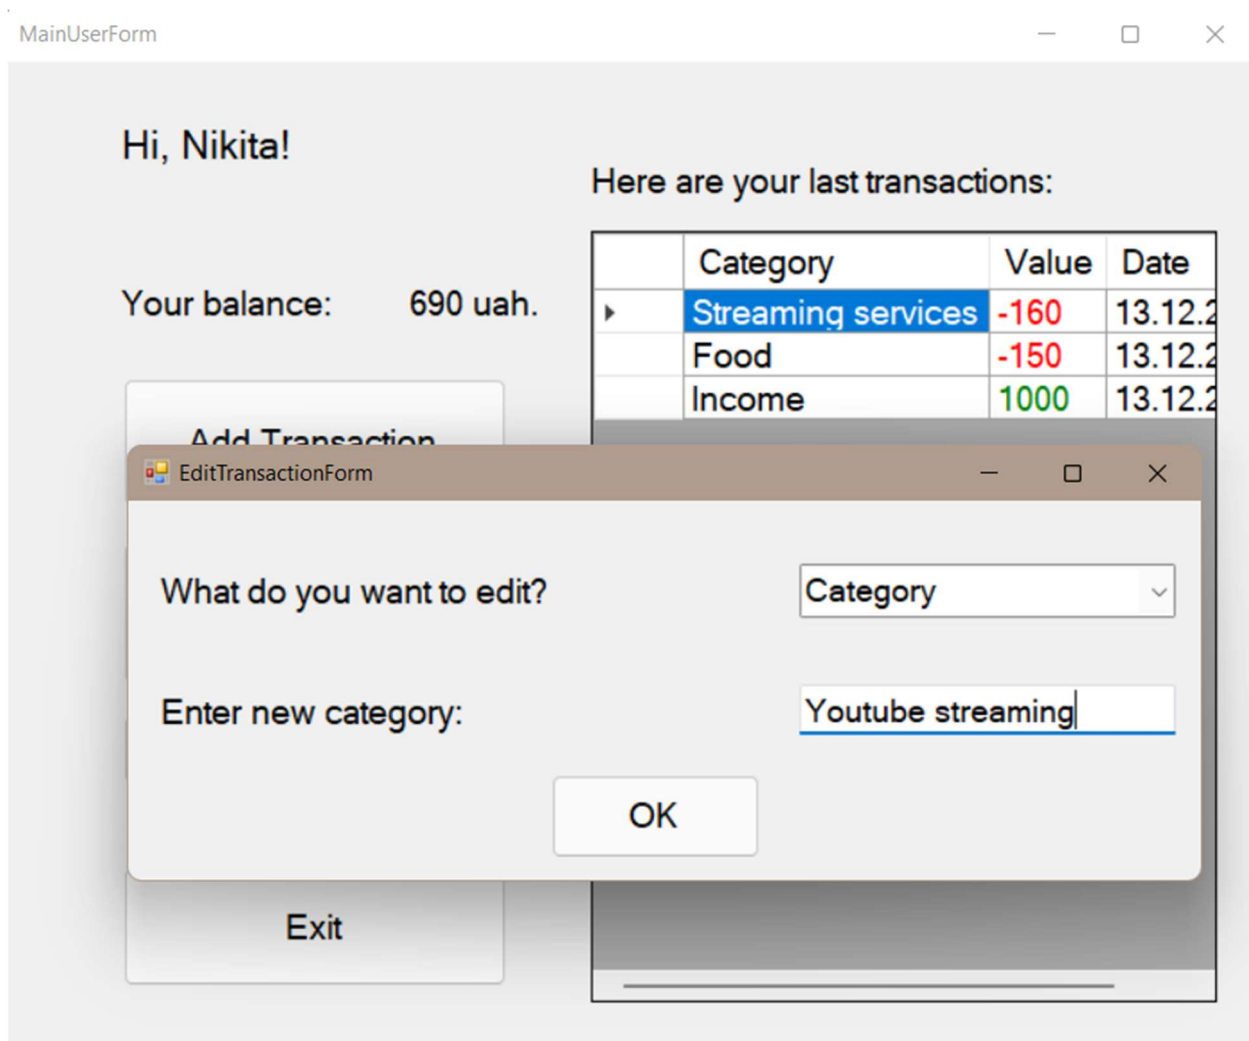 MainUserForm
Hi, Nikita!
Here are your last transactions:
Your balance: 690 uah.
Category Value Date
Streaming services -160 13.12.2
Food -150 13.12.2
Income 1000 13.12.2
Add Transaction
EditTransactionForm
What do you want to edit? Category
Enter new category: Youtube streaming
OK
Exit